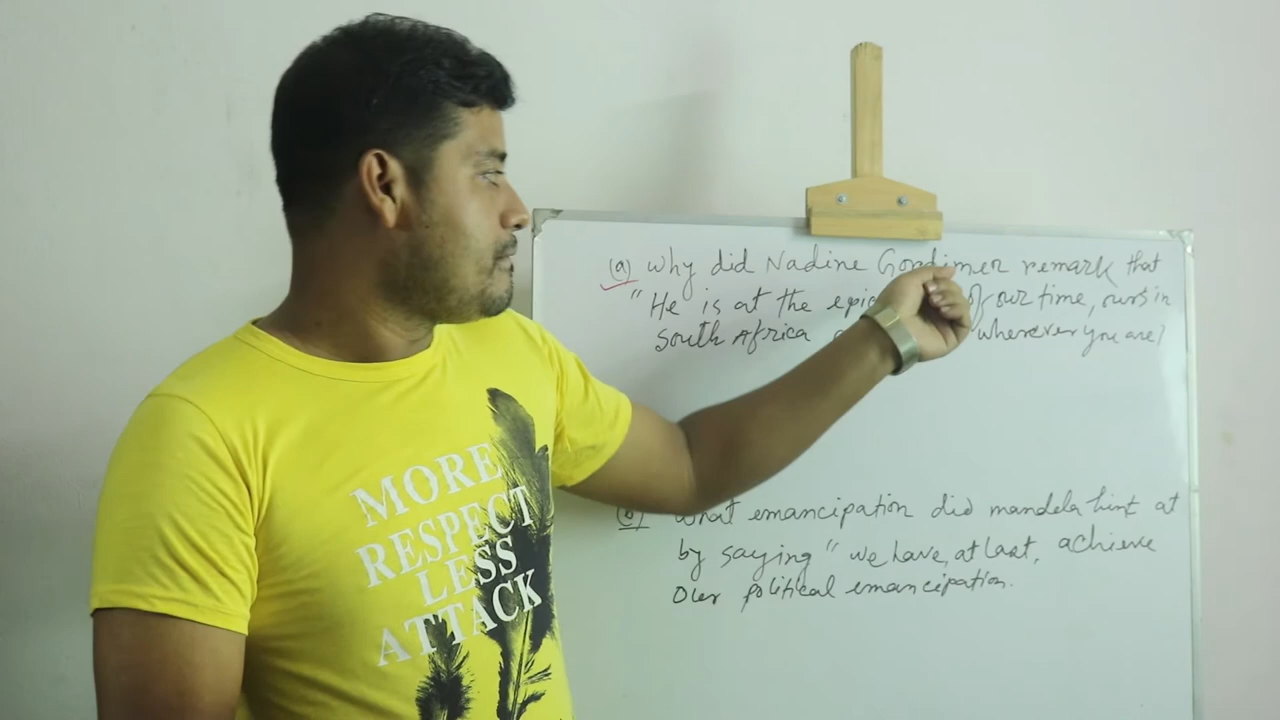 (a) Why did Nadine Gordimer remark that
"He is at the epic of our time, ours in
South Africa wherever you are)
(b) What emancipation did mandela hint at
by saying "we have, at last, achieve
Our political emancipation.
MORE
RESPECT
LESS
ATTACK